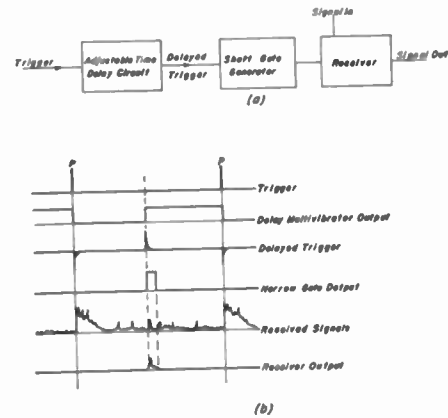 Trigger
Adjustable Time
Delay Circuit
Delayed
Trigger
Short Gate
Generator
Signal In
Receiver
Signal Out
(a)
P P
Trigger
Delay Multivibrator Output
Delayed Trigger
Narrow Gate Output
Received Signals
Receiver Output
(b)